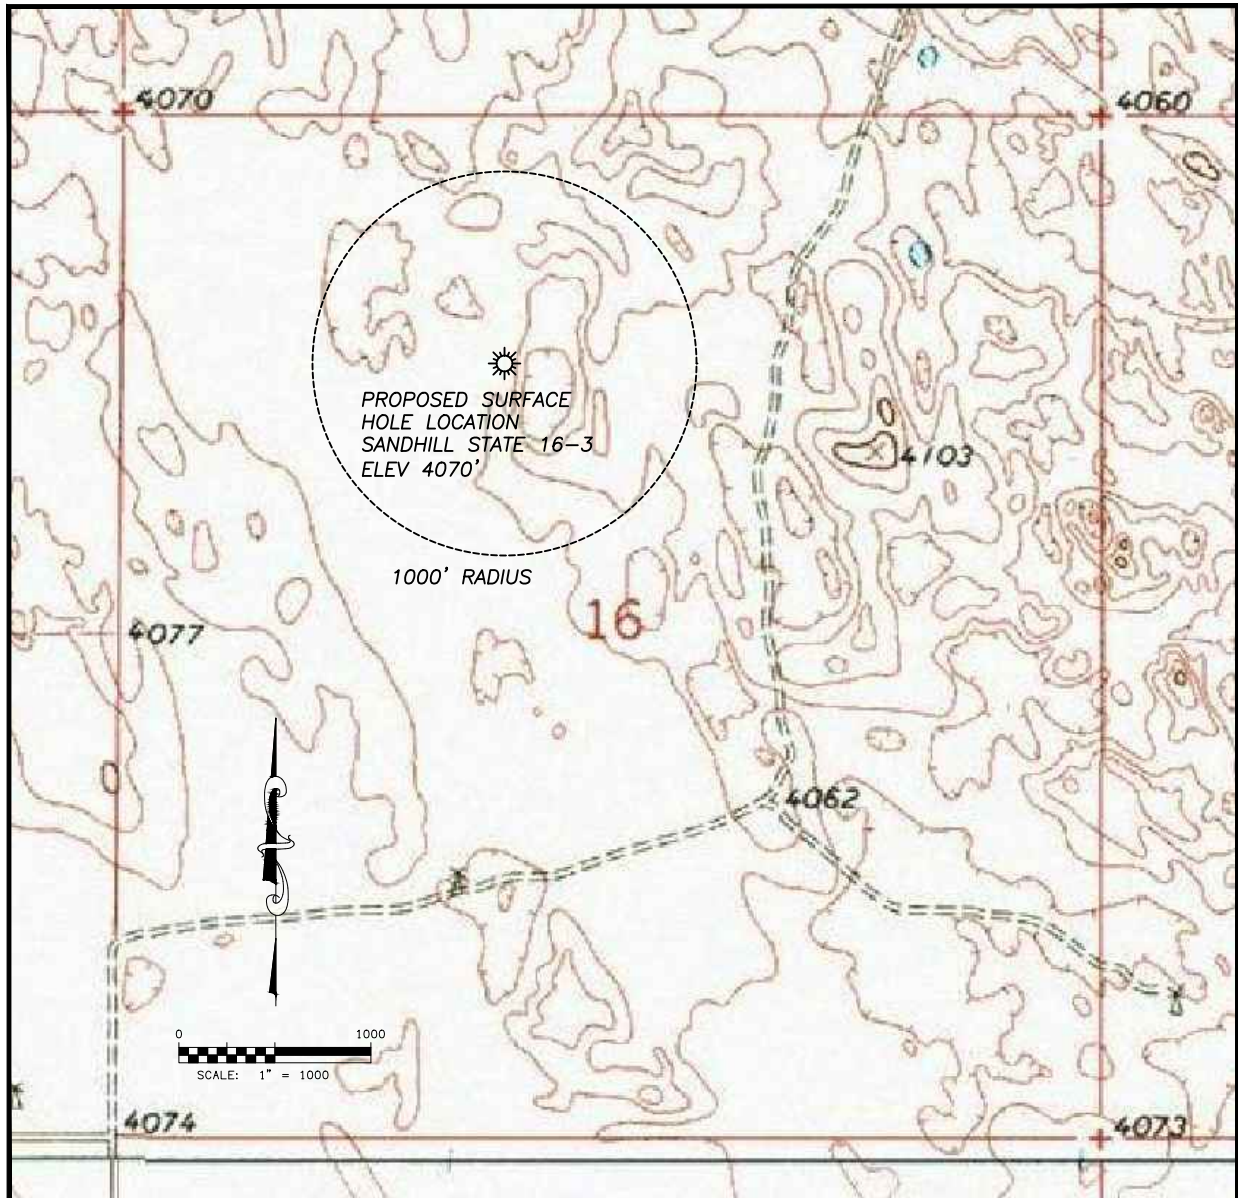 4070
4060
PROPOSED SURFACE
HOLE LOCATION
SANDHILL STATE 16-3
ELEV 4070'
4103
1000' RADIUS
16
4077
4062
0 1000
SCALE: 1" = 1000
4074
4073